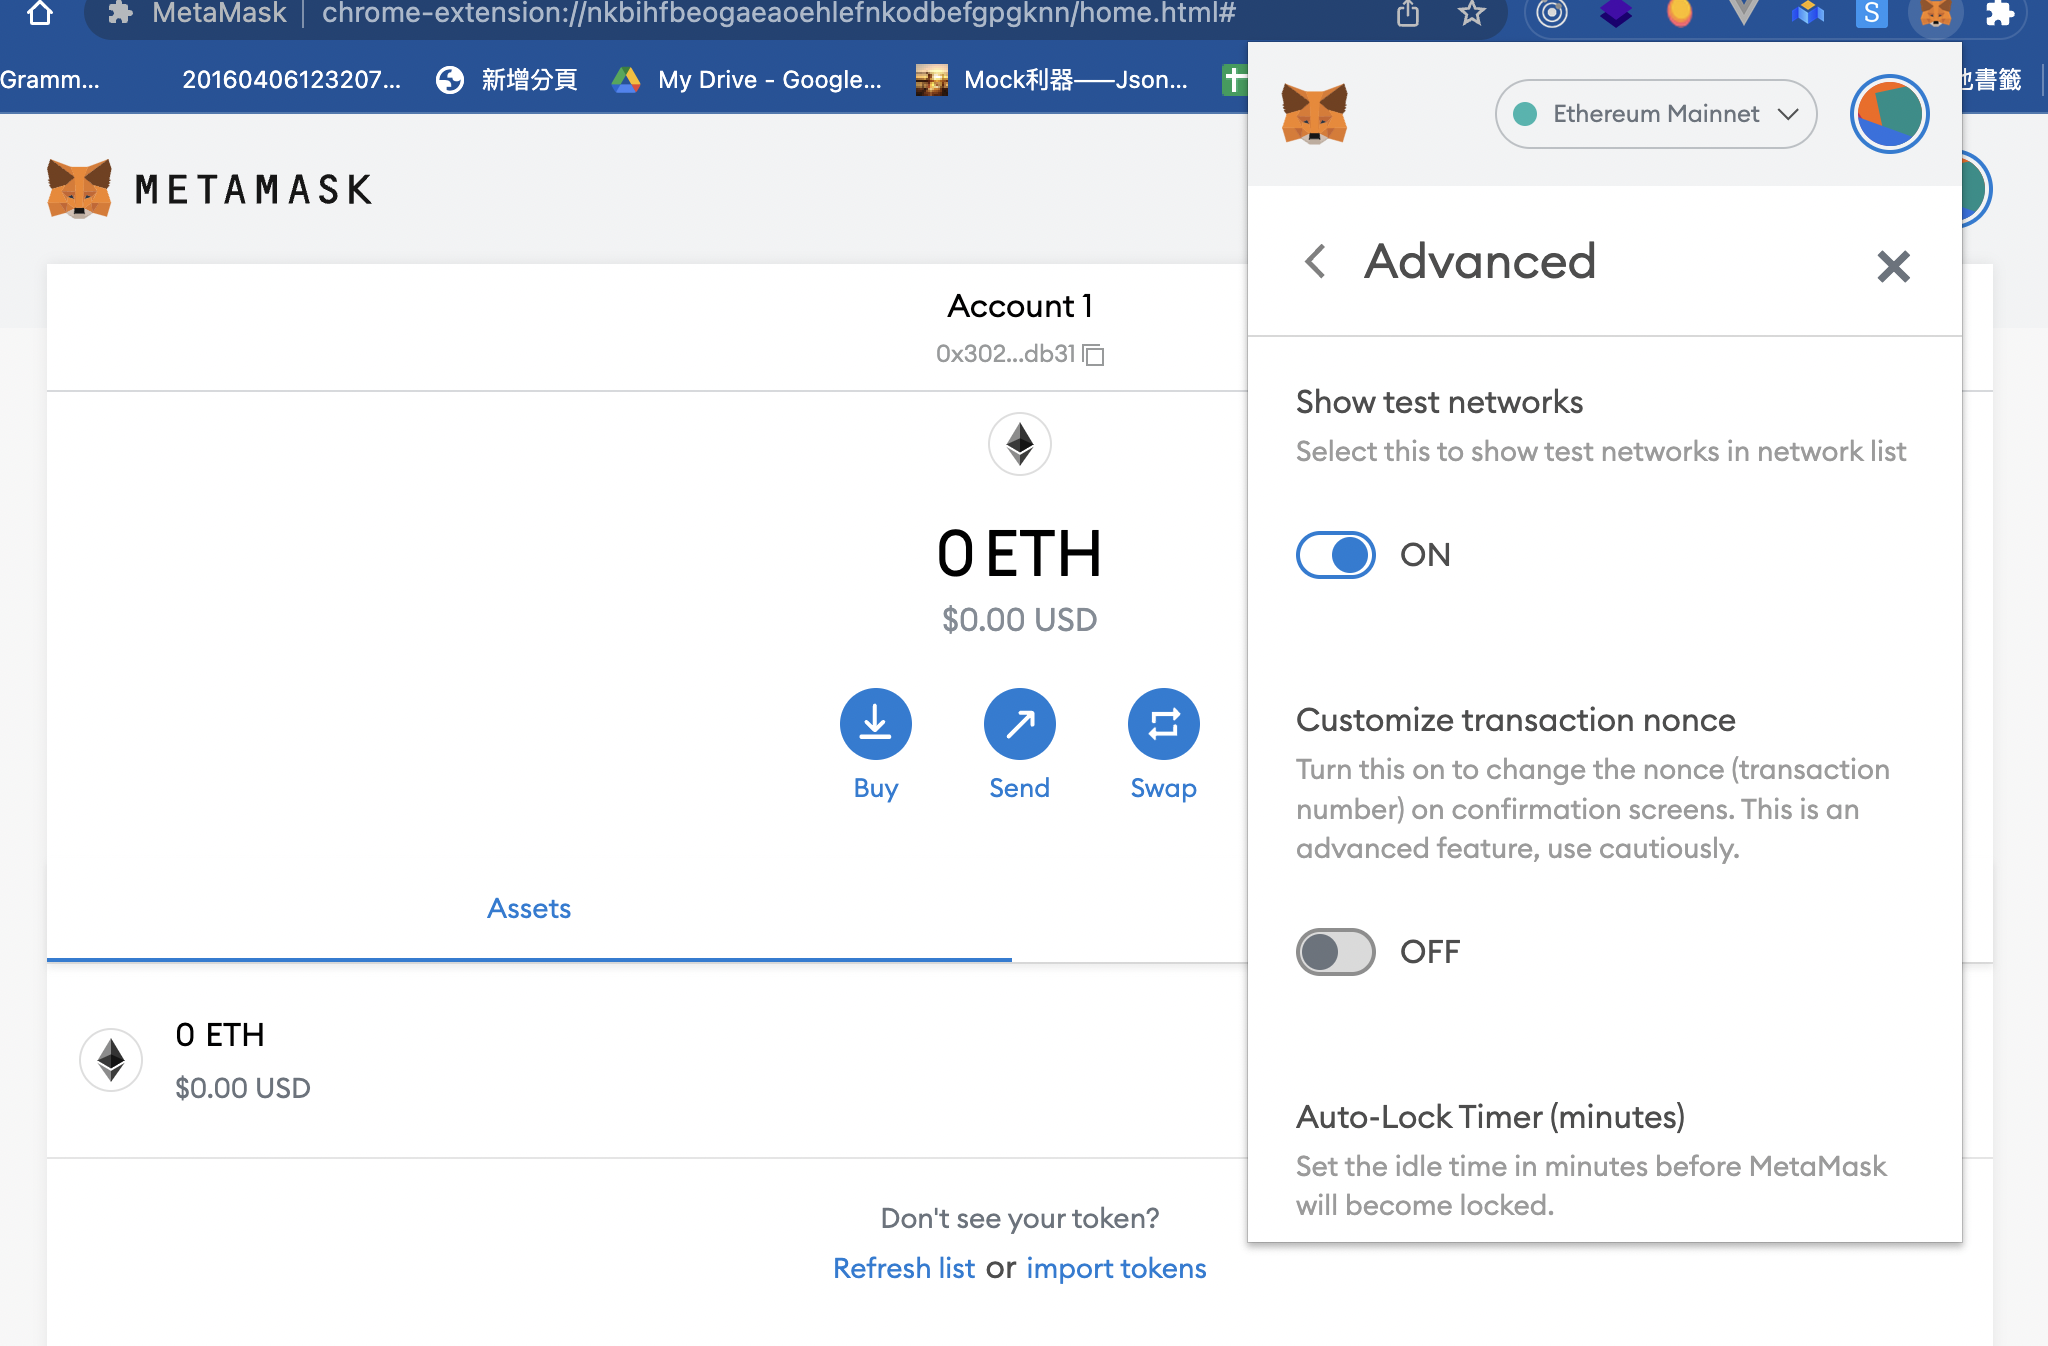 MetaMask
chrome-extension://nkbihfbeogaeaoehlefnkodbefgpgknn/home.html#
Gramm...
20160406123207...
新增分頁
My Drive - Google...
Mock利器——Json...
書籤
S
METAMASK
Account 1
0x302...db31
0 ETH
$0.00 USD
Buy
Send
Swap
Assets
0 ETH
$0.00 USD
Don't see your token?
Refresh list or import tokens
Ethereum Mainnet
Advanced
Show test networks
Select this to show test networks in network list
ON
Customize transaction nonce
Turn this on to change the nonce (transaction
number) on confirmation screens. This is an
advanced feature, use cautiously.
OFF
Auto-Lock Timer (minutes)
Set the idle time in minutes before MetaMask
will become locked.